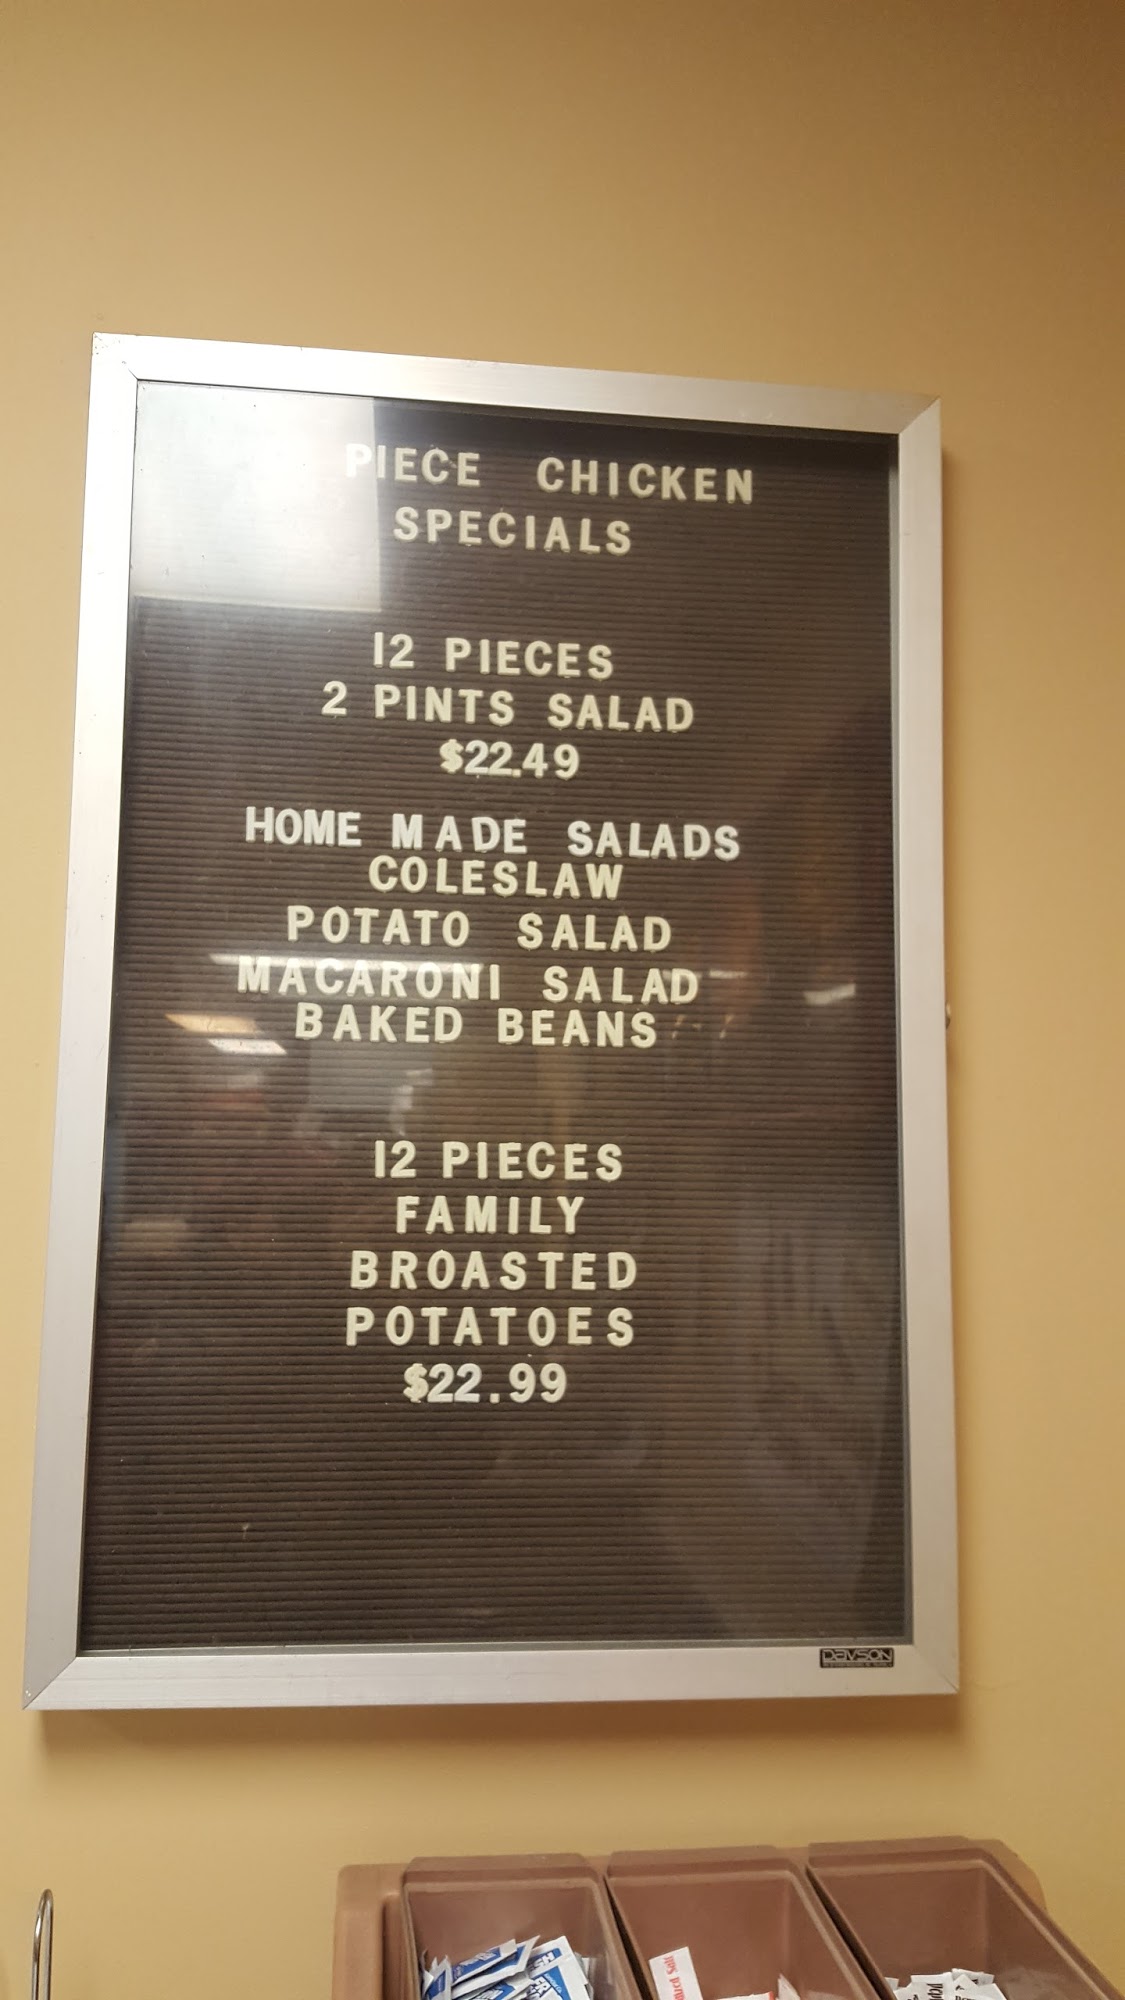 PIECE CHICKEN
SPECIALS
12 PIECES
2 PINTS SALAD
$22.49
HOME MADE SALADS
COLESLAW
POTATO SALAD
MACARONI SALAD
BAKED BEANS
12 PIECES
FAMILY
BROASTED
POTATOES
$22.99
DAVSON